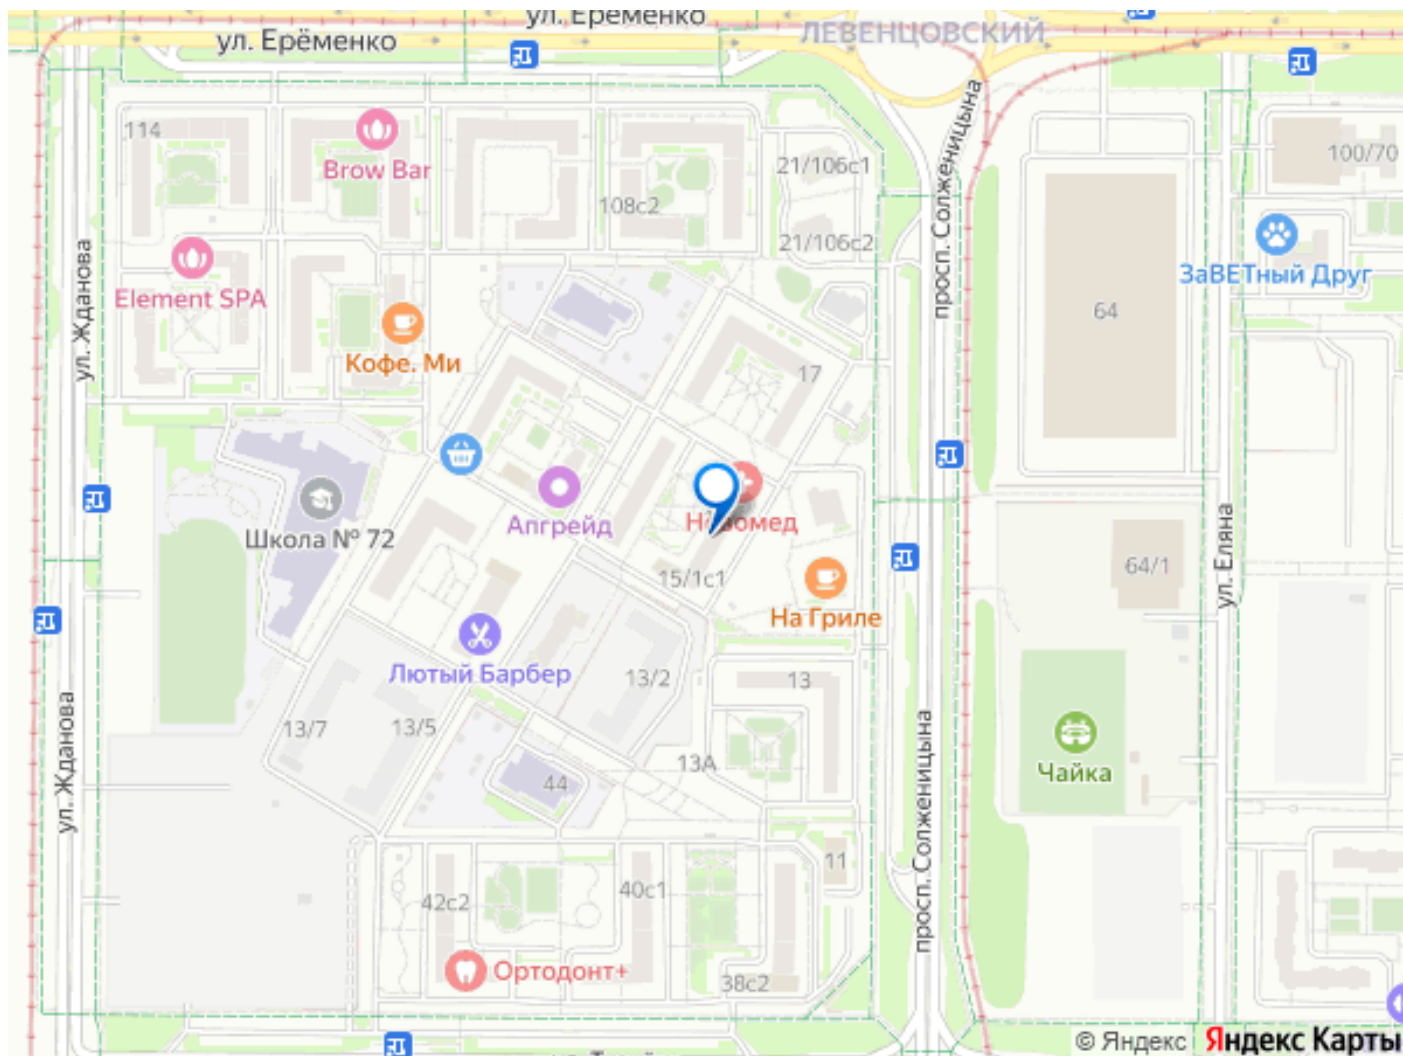 ул. Ерёменко
ул. Ерёменко
ЛЕВЕНЦОВСКИЙ
114
Brow Bar
108с2
21/106с1
21/106с2
просп. Солженицына
100/70
ЗаВЕТный Друг
64
ул. Жданова
Element SPA
Кофе. Ми
17
Школа № 72
Апгрейд
Новомед
15/1с1
На Гриле
64/1
ул. Еляна
Лютый Барбер
13/2
13
13/7
13/5
13А
ул. Жданова
44
просп. Солженицына
Чайка
11
42с2
40с1
Ортодонт+
38с2
© Яндекс
Яндекс Карты